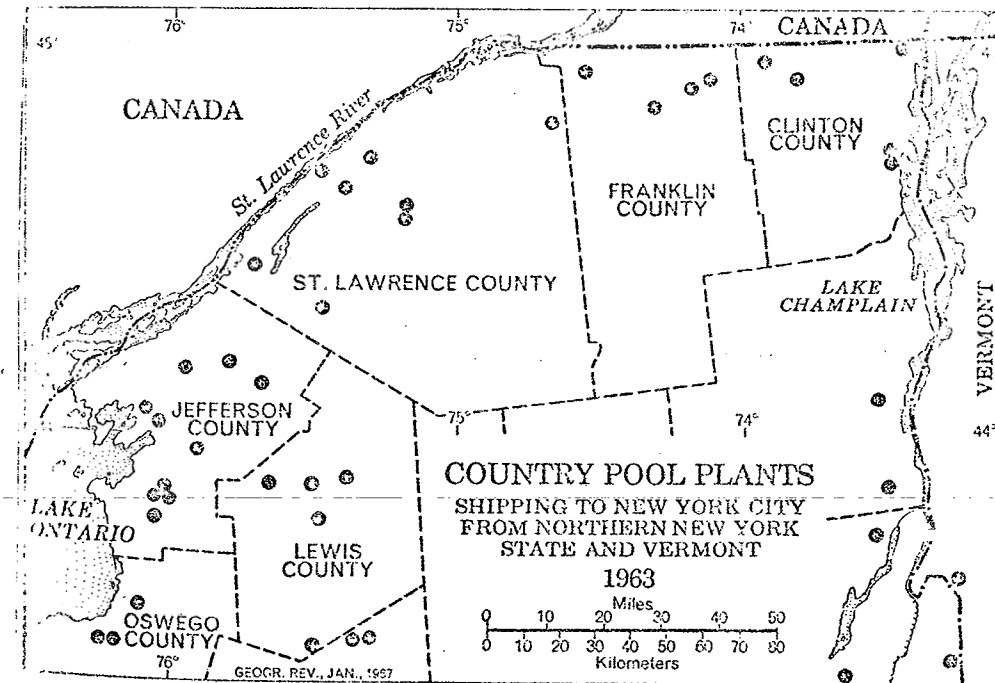 76°
75°
74°
45°
CANADA
4
CANADA
St. Lawrence River
CLINTON
COUNTY
FRANKLIN
COUNTY
ST. LAWRENCE COUNTY
LAKE
CHAMPLAIN
VERMONT
JEFFERSON
COUNTY
75°
74°
44°
COUNTRY POOL PLANTS
SHIPPING TO NEW YORK CITY
FROM NORTHERN NEW YORK
STATE AND VERMONT
1963
LAKE
ONTARIO
LEWIS
COUNTY
Miles
0 10 20 30 40 50
0 10 20 30 40 50 60 70 80
Kilometers
OSWEGO
COUNTY
76°
GEOGR. REV., JAN., 1967